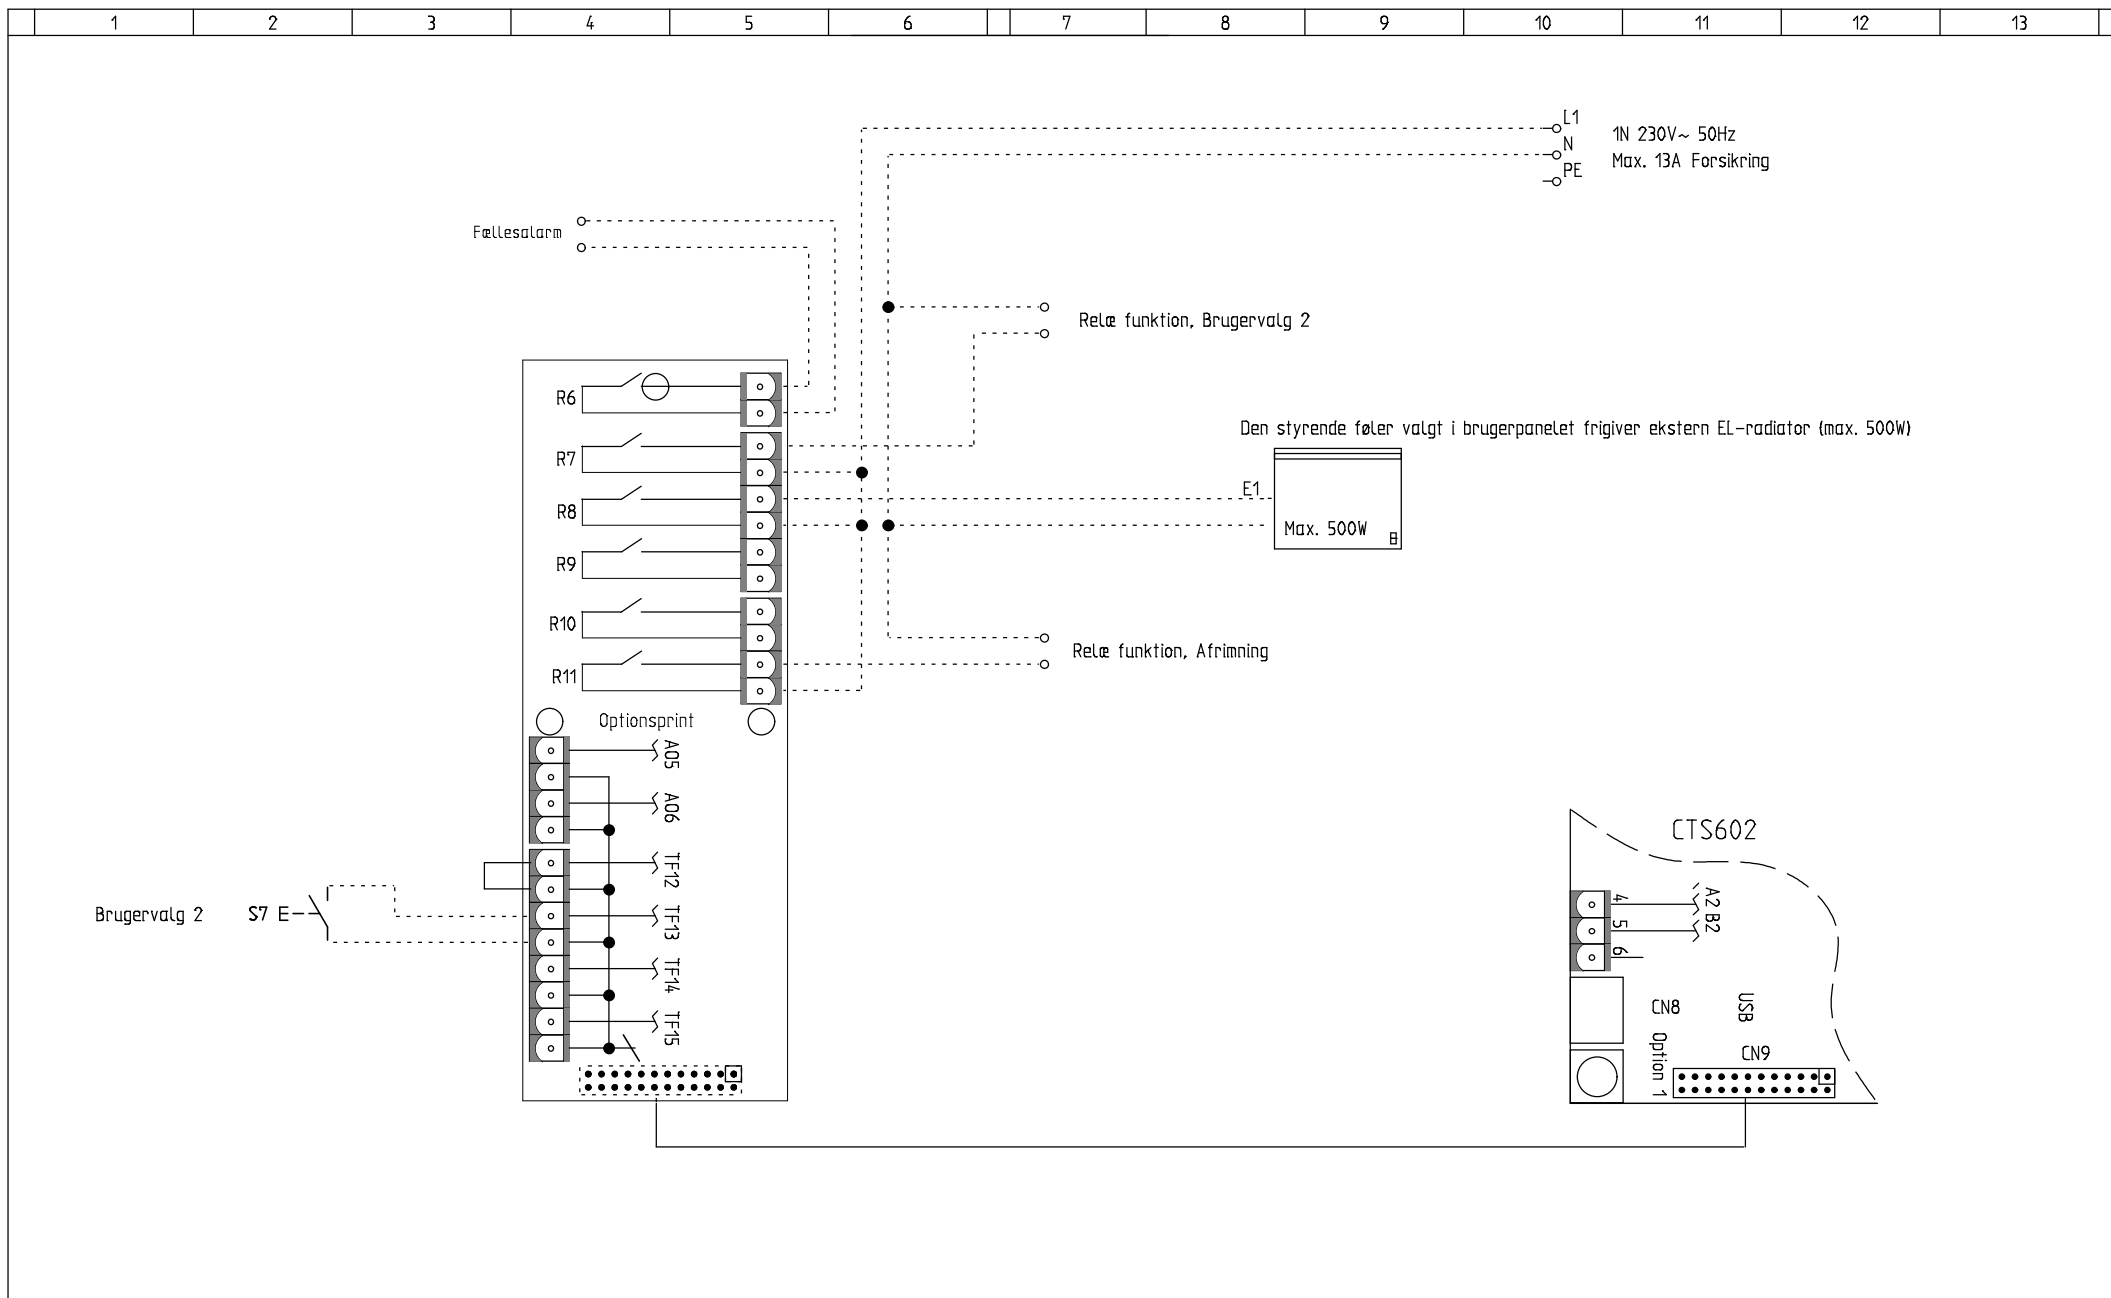 1 2 3 4 5 6 7 8 9 10 11 12 13
L1
N
PE
1N 230V~ 50Hz
Max. 13A Forsikring
Fællesalarm
Relæ funktion, Brugervalg 2
R6
R7
R8
R9
R10
R11
Den styrende føler valgt i brugerpanelet frigiver ekstern EL-radiator (max. 500W)
E1
Max. 500W
Relæ funktion, Afrimning
Optionsprint
A05
A06
TF12
TF13
TF14
TF15
Brugervalg 2
S7 E
CTS602
4
5
6
A2 B2
CN8
USB
Option 1
CN9